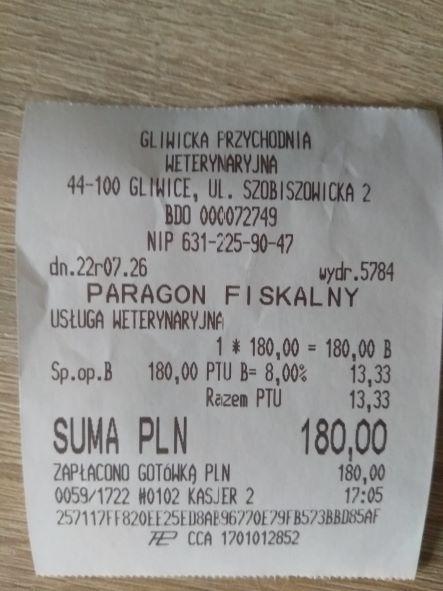 GLIWICKA PRZYCHODNIA
WETERYNARYJNA
44-100 GLIWICE, UL. SZOBISZOWICKA 2
BDO 000072749
NIP 631-225-90-47
dn.22r07.26 wydr.5784
PARAGON FISKALNY
USŁUGA WETERYNARYJNA
1 * 180,00 = 180,00 B
Sp.op.B 180,00 PTU B= 8,00% 13,33
Razem PTU 13,33
SUMA PLN 180,00
ZAPŁACONO GOTÓWKĄ PLN 180,00
0059/1722 #0102 KASJER 2 17:05
257117FF820EE25ED8AB96770E79FB573BBD85AF
CCA 1701012852